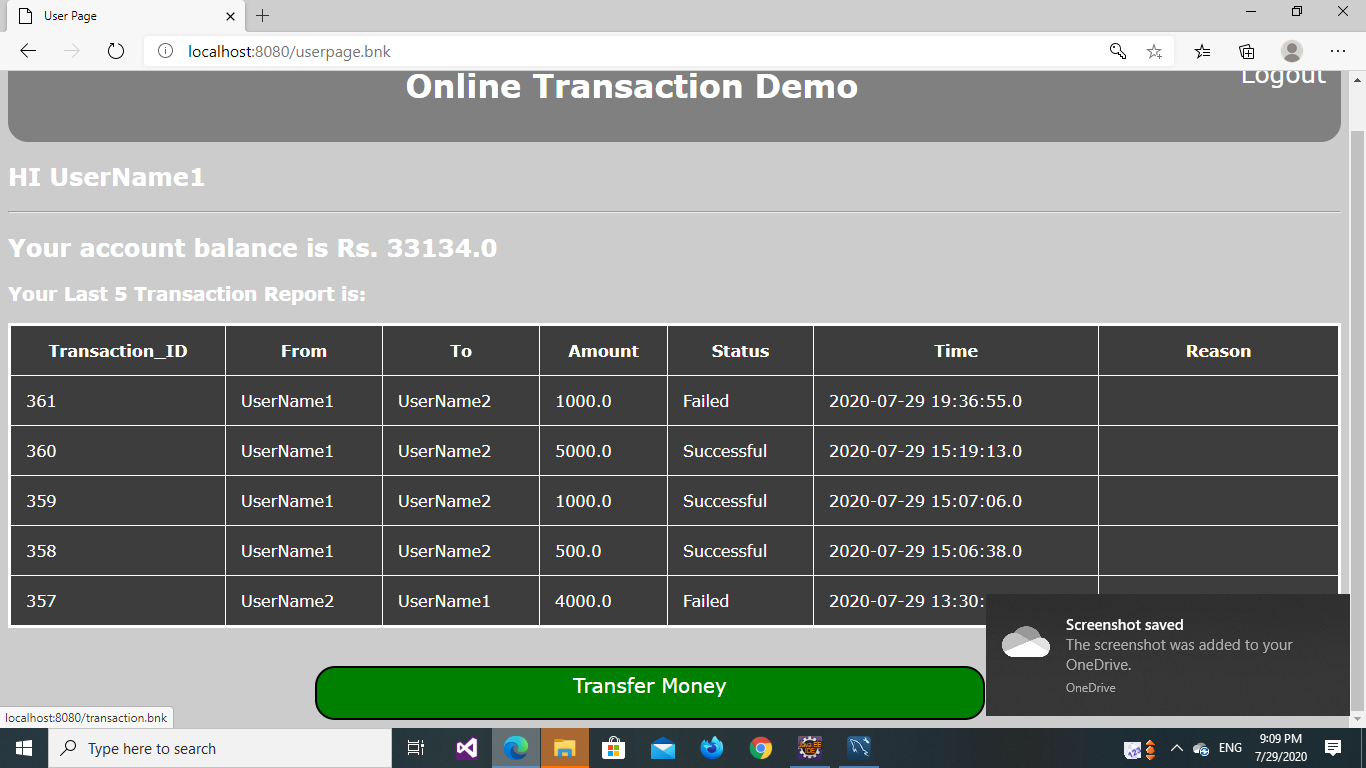 User Page
localhost:8080/userpage.bnk
Online Transaction Demo
Logout
HI UserName1
Your account balance is Rs. 33134.0
Your Last 5 Transaction Report is:
Transaction_ID From To Amount Status Time Reason
361 UserName1 UserName2 1000.0 Failed 2020-07-29 19:36:55.0
360 UserName1 UserName2 5000.0 Successful 2020-07-29 15:19:13.0
359 UserName1 UserName2 1000.0 Successful 2020-07-29 15:07:06.0
358 UserName1 UserName2 500.0 Successful 2020-07-29 15:06:38.0
357 UserName2 UserName1 4000.0 Failed 2020-07-29 13:30:
Screenshot saved
The screenshot was added to your
OneDrive.
OneDrive
Transfer Money
localhost:8080/transaction.bnk
Type here to search
ENG
9:09 PM
7/29/2020